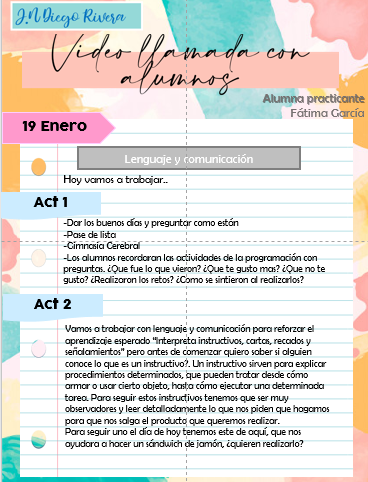 J.N Diego Rivera
Video llamada con
alumnos
Alumna practicante
Fátima García
19 Enero
Lenguaje y comunicación
Hoy vamos a trabajar..
Act 1
-Dar los buenos días y preguntar como están
-Pase de lista
-Gimnasía Cerebral
-Los alumnos recordaran las actividades de la programación con
preguntas. ¿Que fue lo que vieron? ¿Que te gusto mas? ¿Que no te
gusto? ¿Realizaron los retos? ¿Como se sintieron al realizarlos?
Act 2
Vamos a trabajar con lenguaje y comunicación para reforzar el
aprendizaje esperado "Interpreta instructivos, cartas, recados y
señalamientos" pero antes de comenzar quiero saber si alguien
conoce lo que es un instructivo?. Un instructivo sirven para explicar
procedimientos determinados, que pueden tratar desde cómo
armar o usar cierto objeto, hasta cómo ejecutar una determinada
tarea. Para seguir estos instructivos tenemos que ser muy
observadores y leer detalladamente lo que nos piden que hagamos
para que nos salga el producto que queremos realizar.
Para seguir uno el día de hoy tenemos este de aquí, que nos
ayudara a hacer un sándwich de jamón, ¿quieren realizarlo?